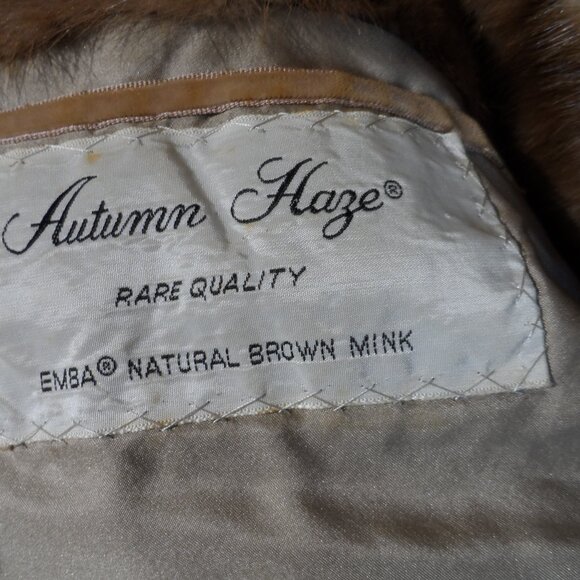 Autumn Haze®
RARE QUALITY
EMBA® NATURAL BROWN MINK